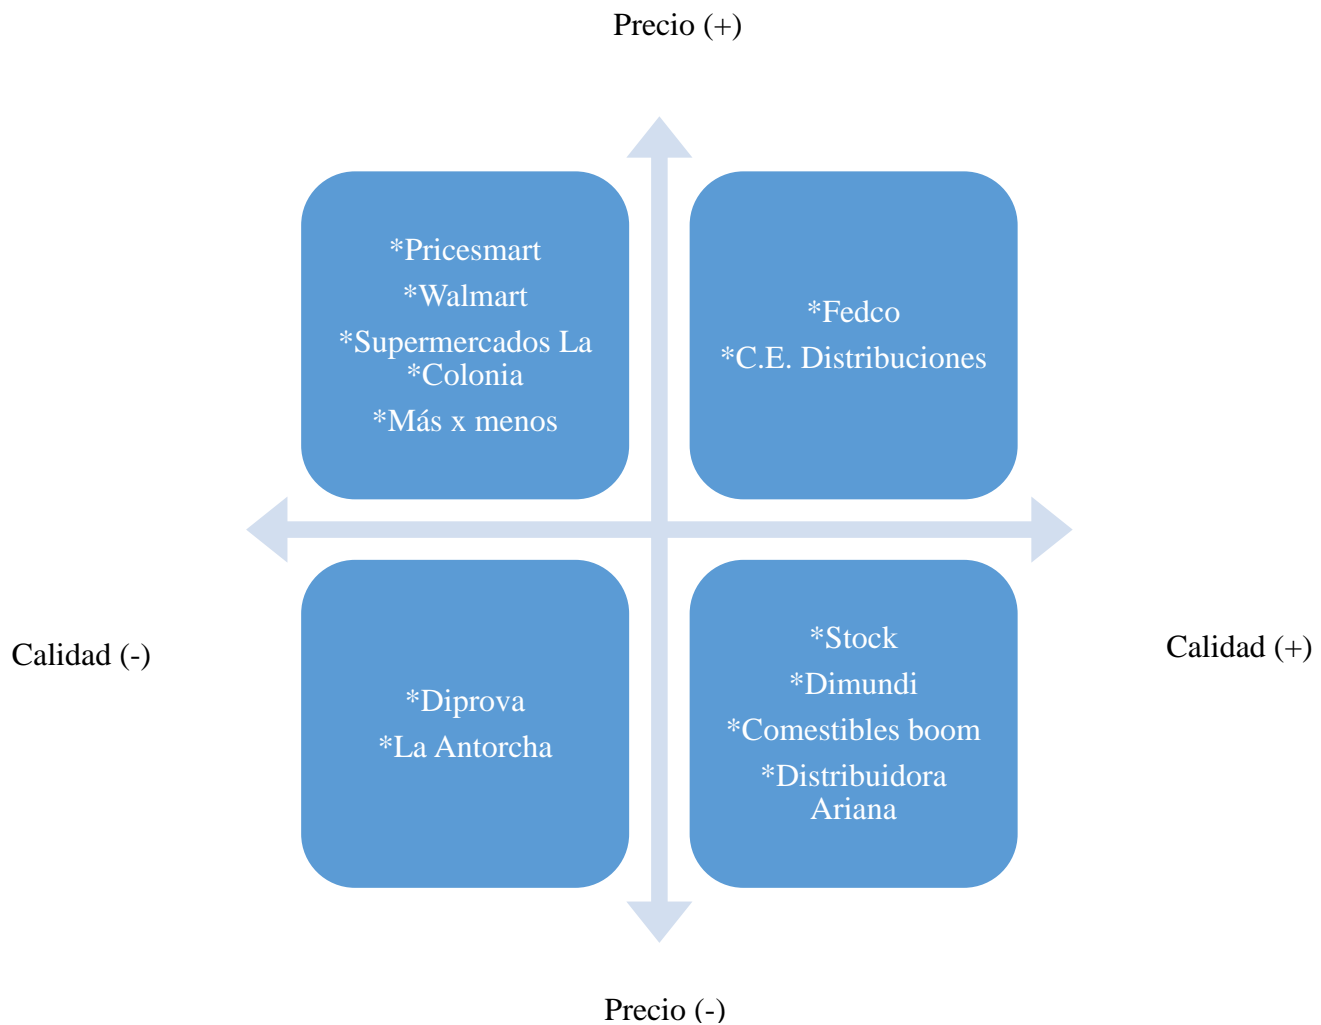 Precio (+)
*Pricesmart
*Walmart
*Supermercados La
*Colonia
*Más x menos
*Fedco
*C.E. Distribuciones
Calidad (-)
*Diprova
*La Antorcha
*Stock
*Dimundi
*Comestibles boom
*Distribuidora
Ariana
Calidad (+)
Precio (-)